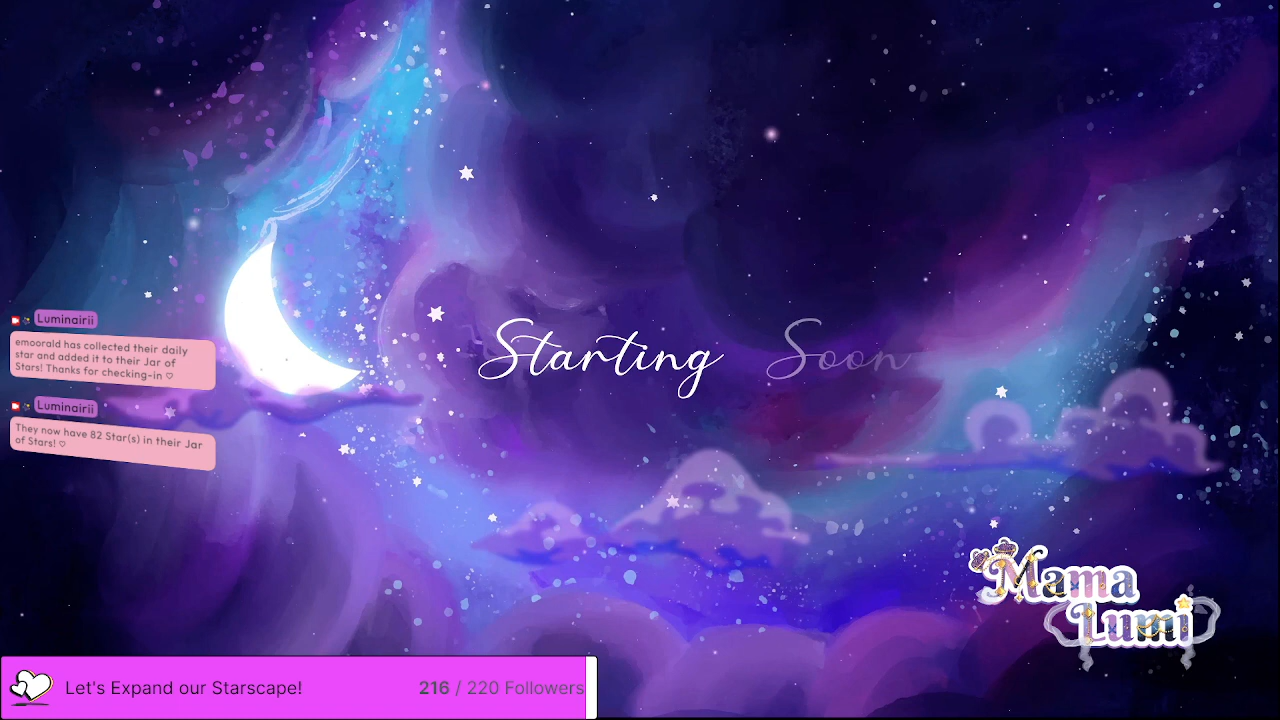 Luminairii
emoorald has collected their daily
star and added it to their Jar of
Stars! Thanks for checking-in ♡
Luminairii
They now have 82 Star(s) in their Jar
of Stars! ♡
Starting Soon
Mama
Lumi
Let's Expand our Starscape!
216 / 220 Followers